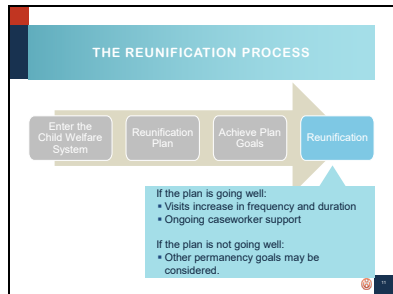 THE REUNIFICATION PROCESS
Enter the
Child Welfare
System
Reunification
Plan
Achieve Plan
Goals
Reunification
If the plan is going well:
▪ Visits increase in frequency and duration
▪ Ongoing caseworker support
If the plan is not going well:
▪ Other permanency goals may be
considered.
11